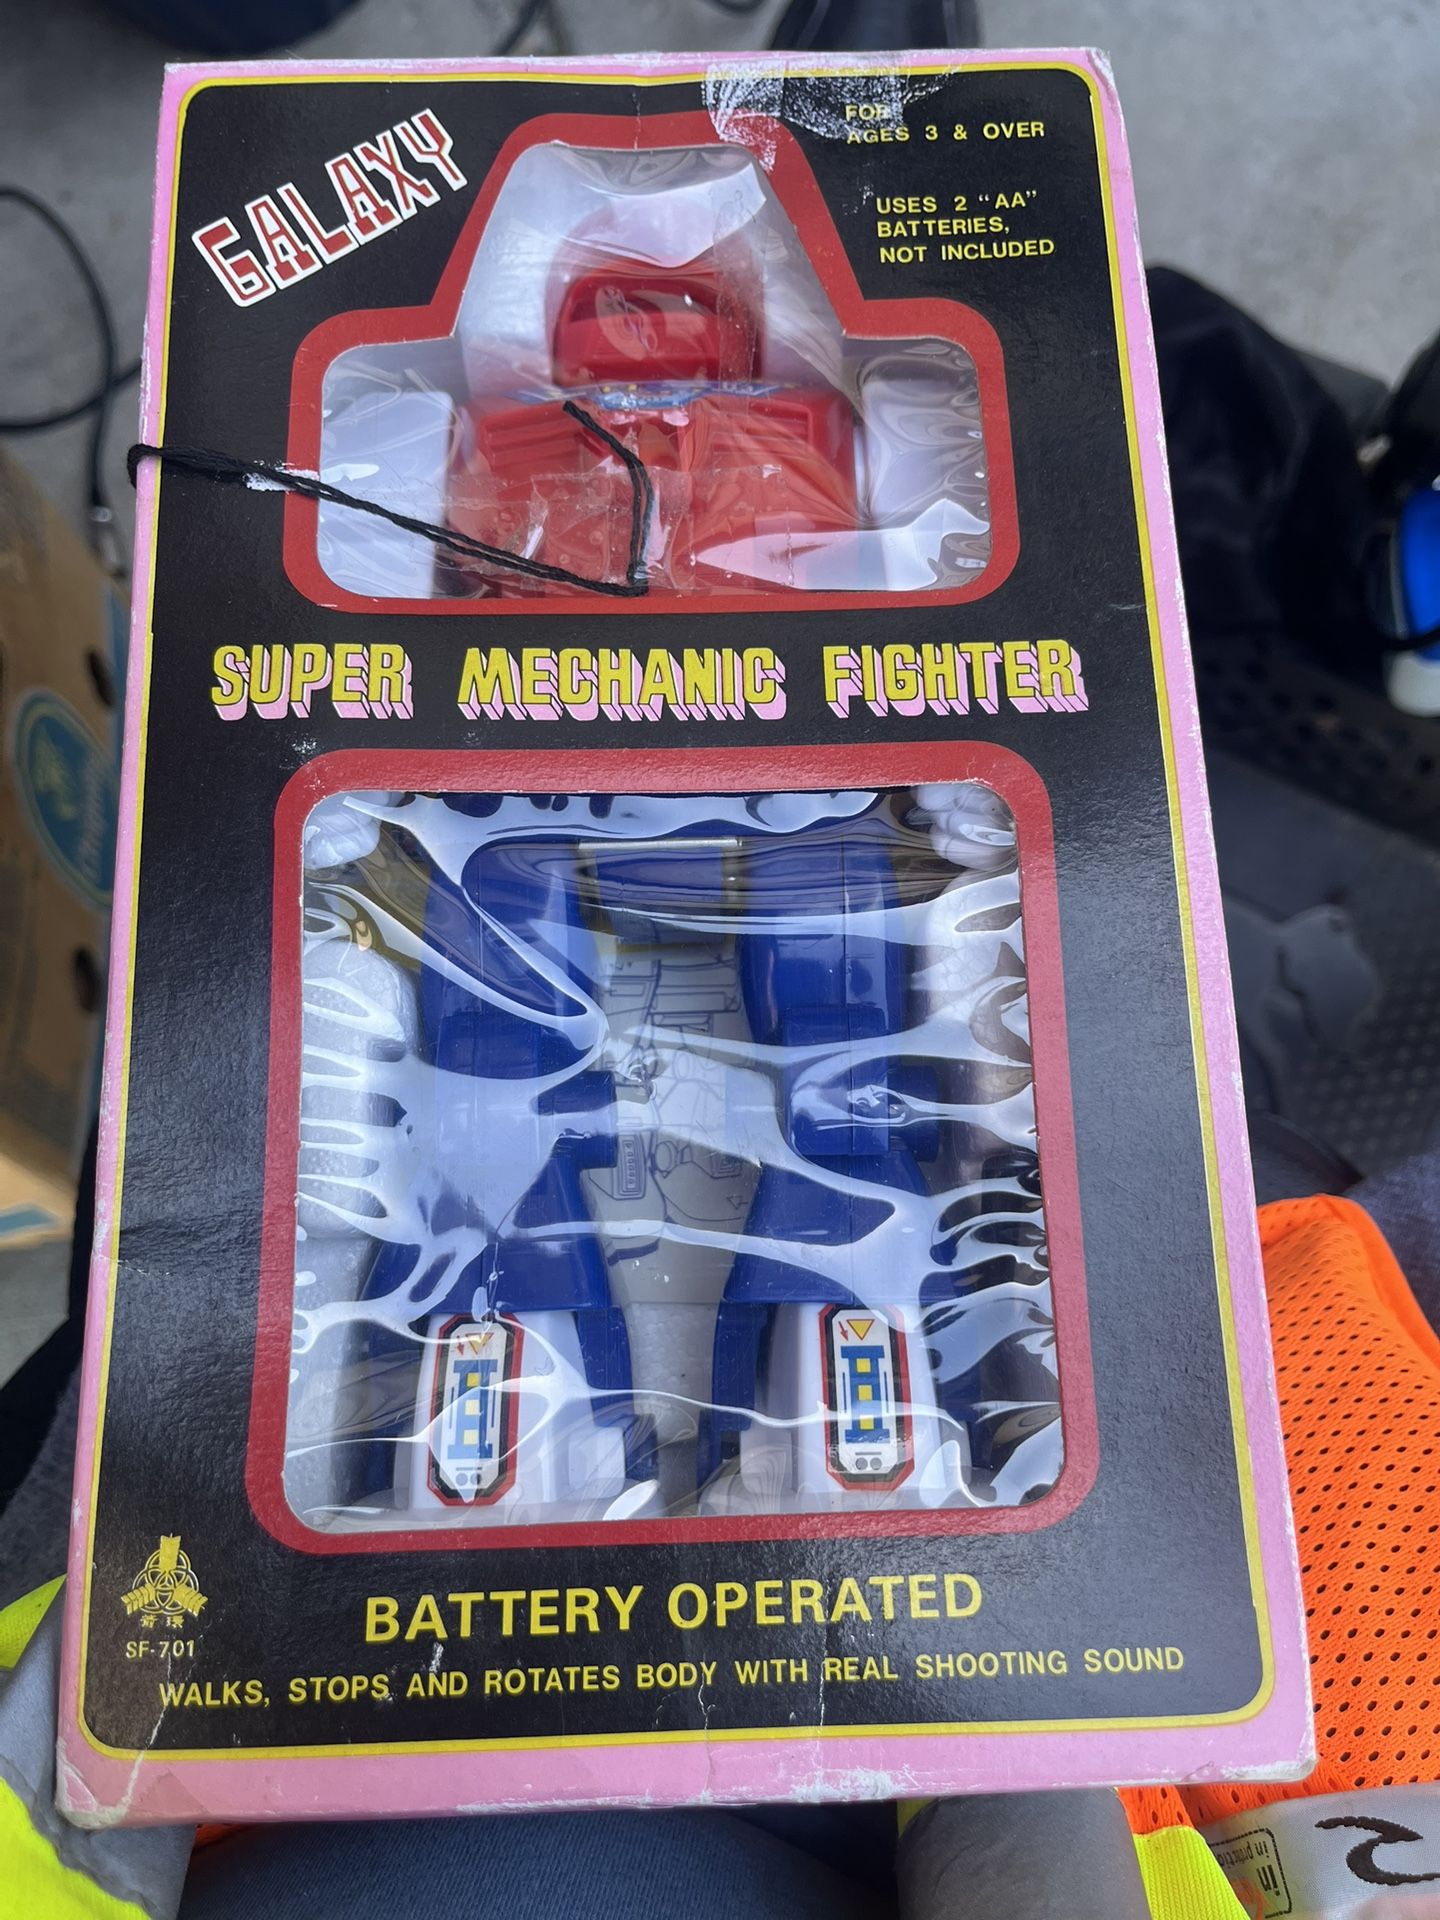 GALAXY
FOR
AGES 3 & OVER
USES 2 "AA"
BATTERIES,
NOT INCLUDED
SUPER MECHANIC FIGHTER
SF-701
BATTERY OPERATED
WALKS, STOPS AND ROTATES BODY WITH REAL SHOOTING SOUND
in